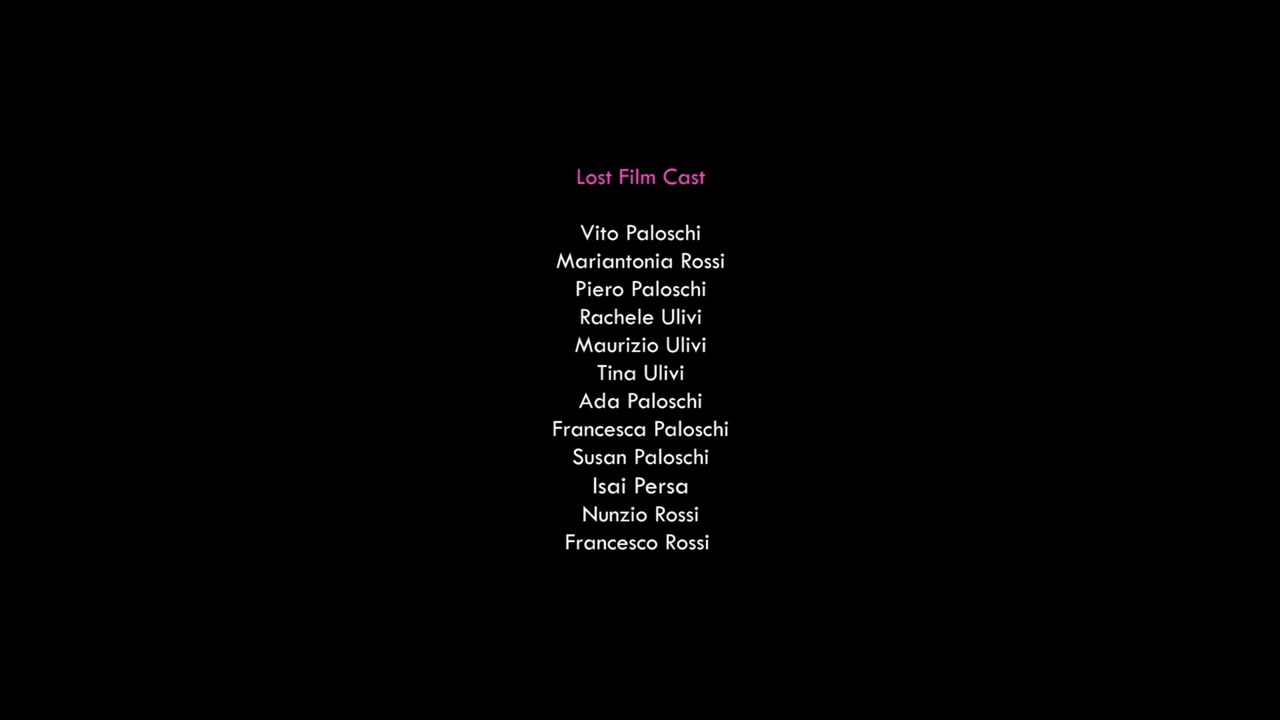 Lost Film Cast
Vito Paloschi
Mariantonia Rossi
Piero Paloschi
Rachele Ulivi
Maurizio Ulivi
Tina Ulivi
Ada Paloschi
Francesca Paloschi
Susan Paloschi
Isai Persa
Nunzio Rossi
Francesco Rossi